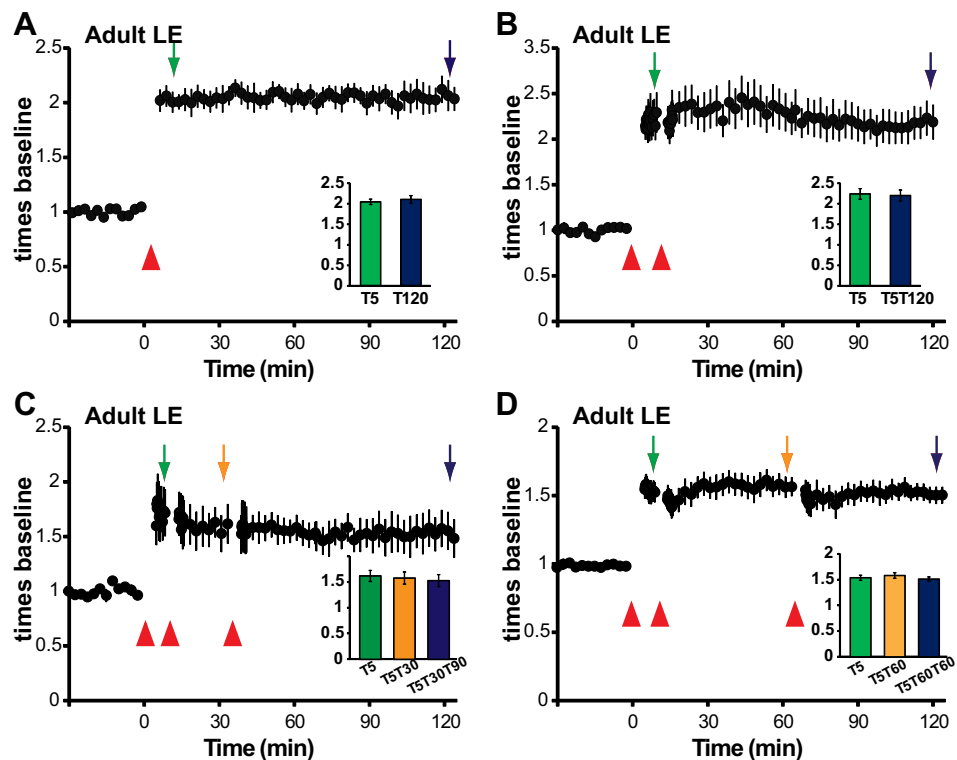 A
Adult LE
times baseline
2.5
2
1.5
1
0.5
0
2.5
2
1.5
1
0.5
0
T5 T120
0 30 60 90 120
Time (min)
B
Adult LE
times baseline
3.5
3
2.5
2
1.5
1
0.5
0
2.5
2
1.5
1
0.5
0
T5 T5T120
0 30 60 90 120
Time (min)
C
Adult LE
times baseline
2.5
2
1.5
1
0.5
0
1.5
1
0.5
0
T5 T5T30 T5T30T90
0 30 60 90 120
Time (min)
D
Adult LE
times baseline
2
1.5
1
0.5
0
2
1.5
1
0.5
0
T5 T5T60 T5T60T60
0 30 60 90 120
Time (min)